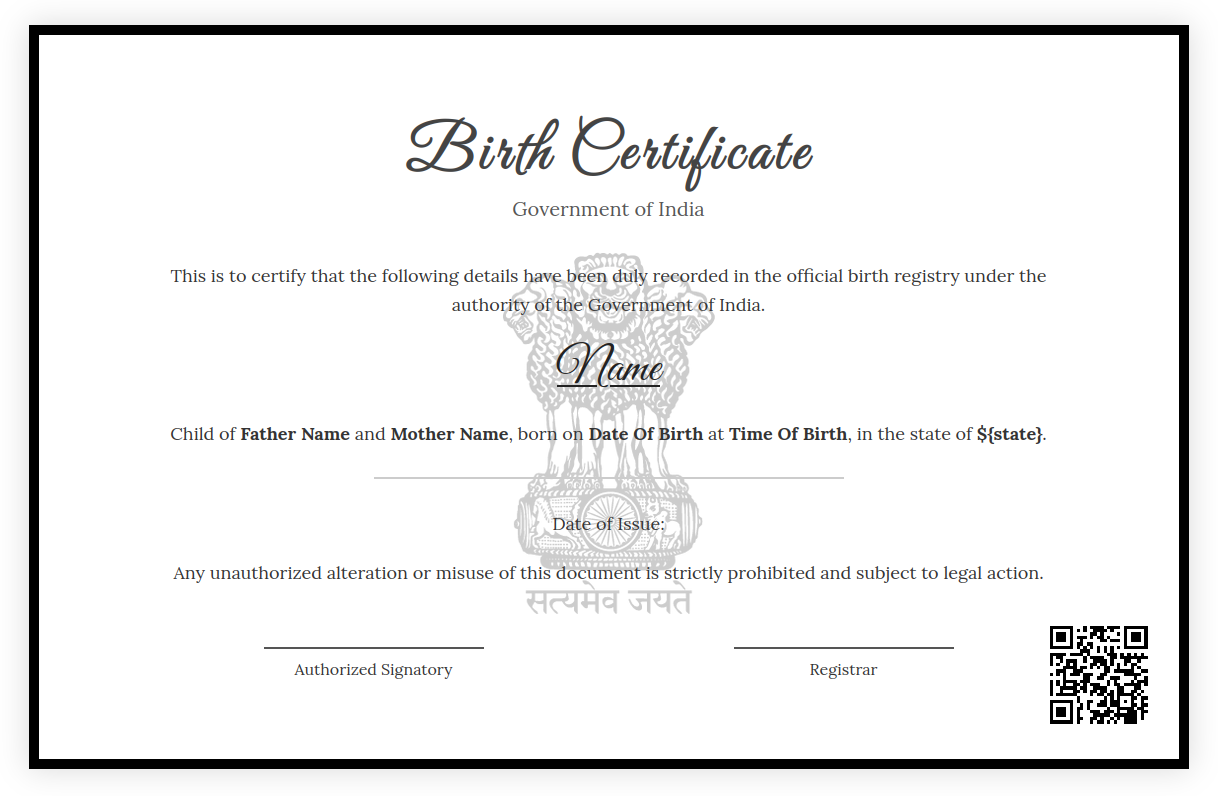 Birth Certificate
Government of India
This is to certify that the following details have been duly recorded in the official birth registry under the
authority of the Government of India.
Name
Child of Father Name and Mother Name, born on Date Of Birth at Time Of Birth, in the state of ${state}.
Date of Issue:
Any unauthorized alteration or misuse of this document is strictly prohibited and subject to legal action.
सत्यमेव जयते
Authorized Signatory
Registrar